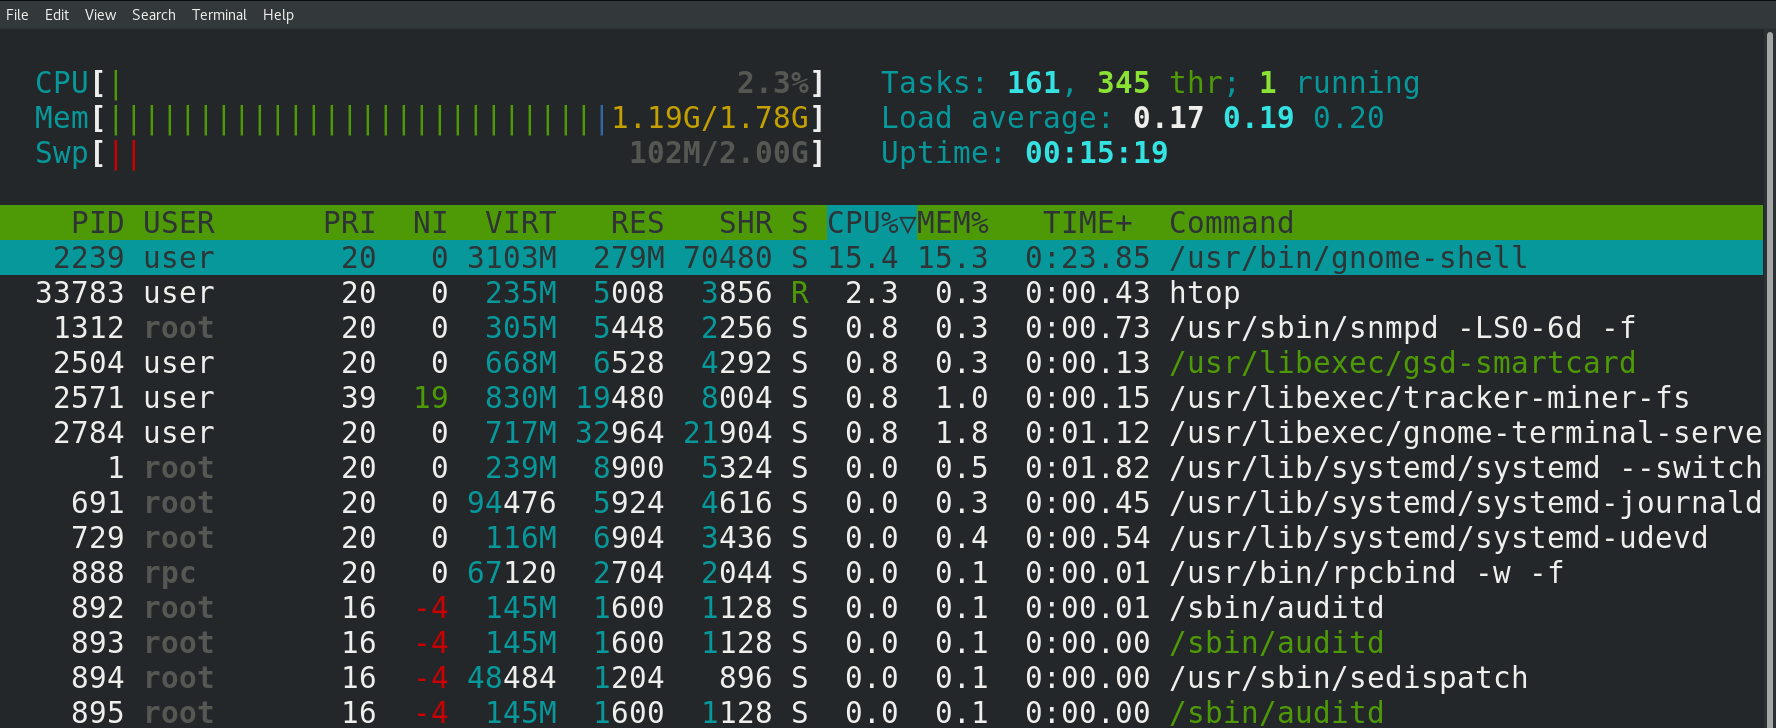 File Edit View Search Terminal Help
CPU[| 2.3%] Tasks: 161, 345 thr; 1 running
Mem[||||||||||||||||||||||||||||1.19G/1.78G] Load average: 0.17 0.19 0.20
Swp[|| 102M/2.00G] Uptime: 00:15:19
PID USER PRI NI VIRT RES SHR S CPU%▽MEM% TIME+ Command
2239 user 20 0 3103M 279M 70480 S 15.4 15.3 0:23.85 /usr/bin/gnome-shell
33783 user 20 0 235M 5008 3856 R 2.3 0.3 0:00.43 htop
1312 root 20 0 305M 5448 2256 S 0.8 0.3 0:00.73 /usr/sbin/snmpd -LS0-6d -f
2504 user 20 0 668M 6528 4292 S 0.8 0.3 0:00.13 /usr/libexec/gsd-smartcard
2571 user 39 19 830M 19480 8004 S 0.8 1.0 0:00.15 /usr/libexec/tracker-miner-fs
2784 user 20 0 717M 32964 21904 S 0.8 1.8 0:01.12 /usr/libexec/gnome-terminal-serve
1 root 20 0 239M 8900 5324 S 0.0 0.5 0:01.82 /usr/lib/systemd/systemd --switch
691 root 20 0 94476 5924 4616 S 0.0 0.3 0:00.45 /usr/lib/systemd/systemd-journald
729 root 20 0 116M 6904 3436 S 0.0 0.4 0:00.54 /usr/lib/systemd/systemd-udevd
888 rpc 20 0 67120 2704 2044 S 0.0 0.1 0:00.01 /usr/bin/rpcbind -w -f
892 root 16 -4 145M 1600 1128 S 0.0 0.1 0:00.01 /sbin/auditd
893 root 16 -4 145M 1600 1128 S 0.0 0.1 0:00.00 /sbin/auditd
894 root 16 -4 48484 1204 896 S 0.0 0.1 0:00.00 /usr/sbin/sedispatch
895 root 16 -4 145M 1600 1128 S 0.0 0.1 0:00.00 /sbin/auditd